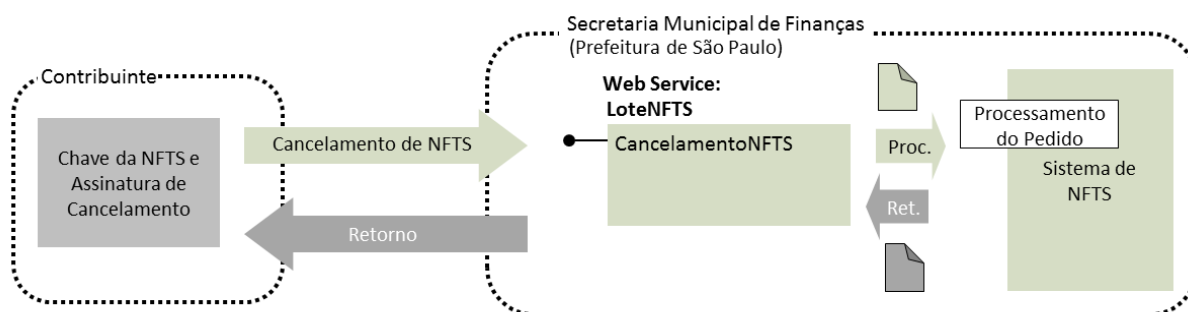 Secretaria Municipal de Finanças
(Prefeitura de São Paulo)
Contribuinte
Chave da NFTS e
Assinatura de
Cancelamento
Cancelamento de NFTS
Retorno
Web Service:
LoteNFTS
CancelamentoNFTS
Proc.
Ret.
Processamento
do Pedido
Sistema de
NFTS